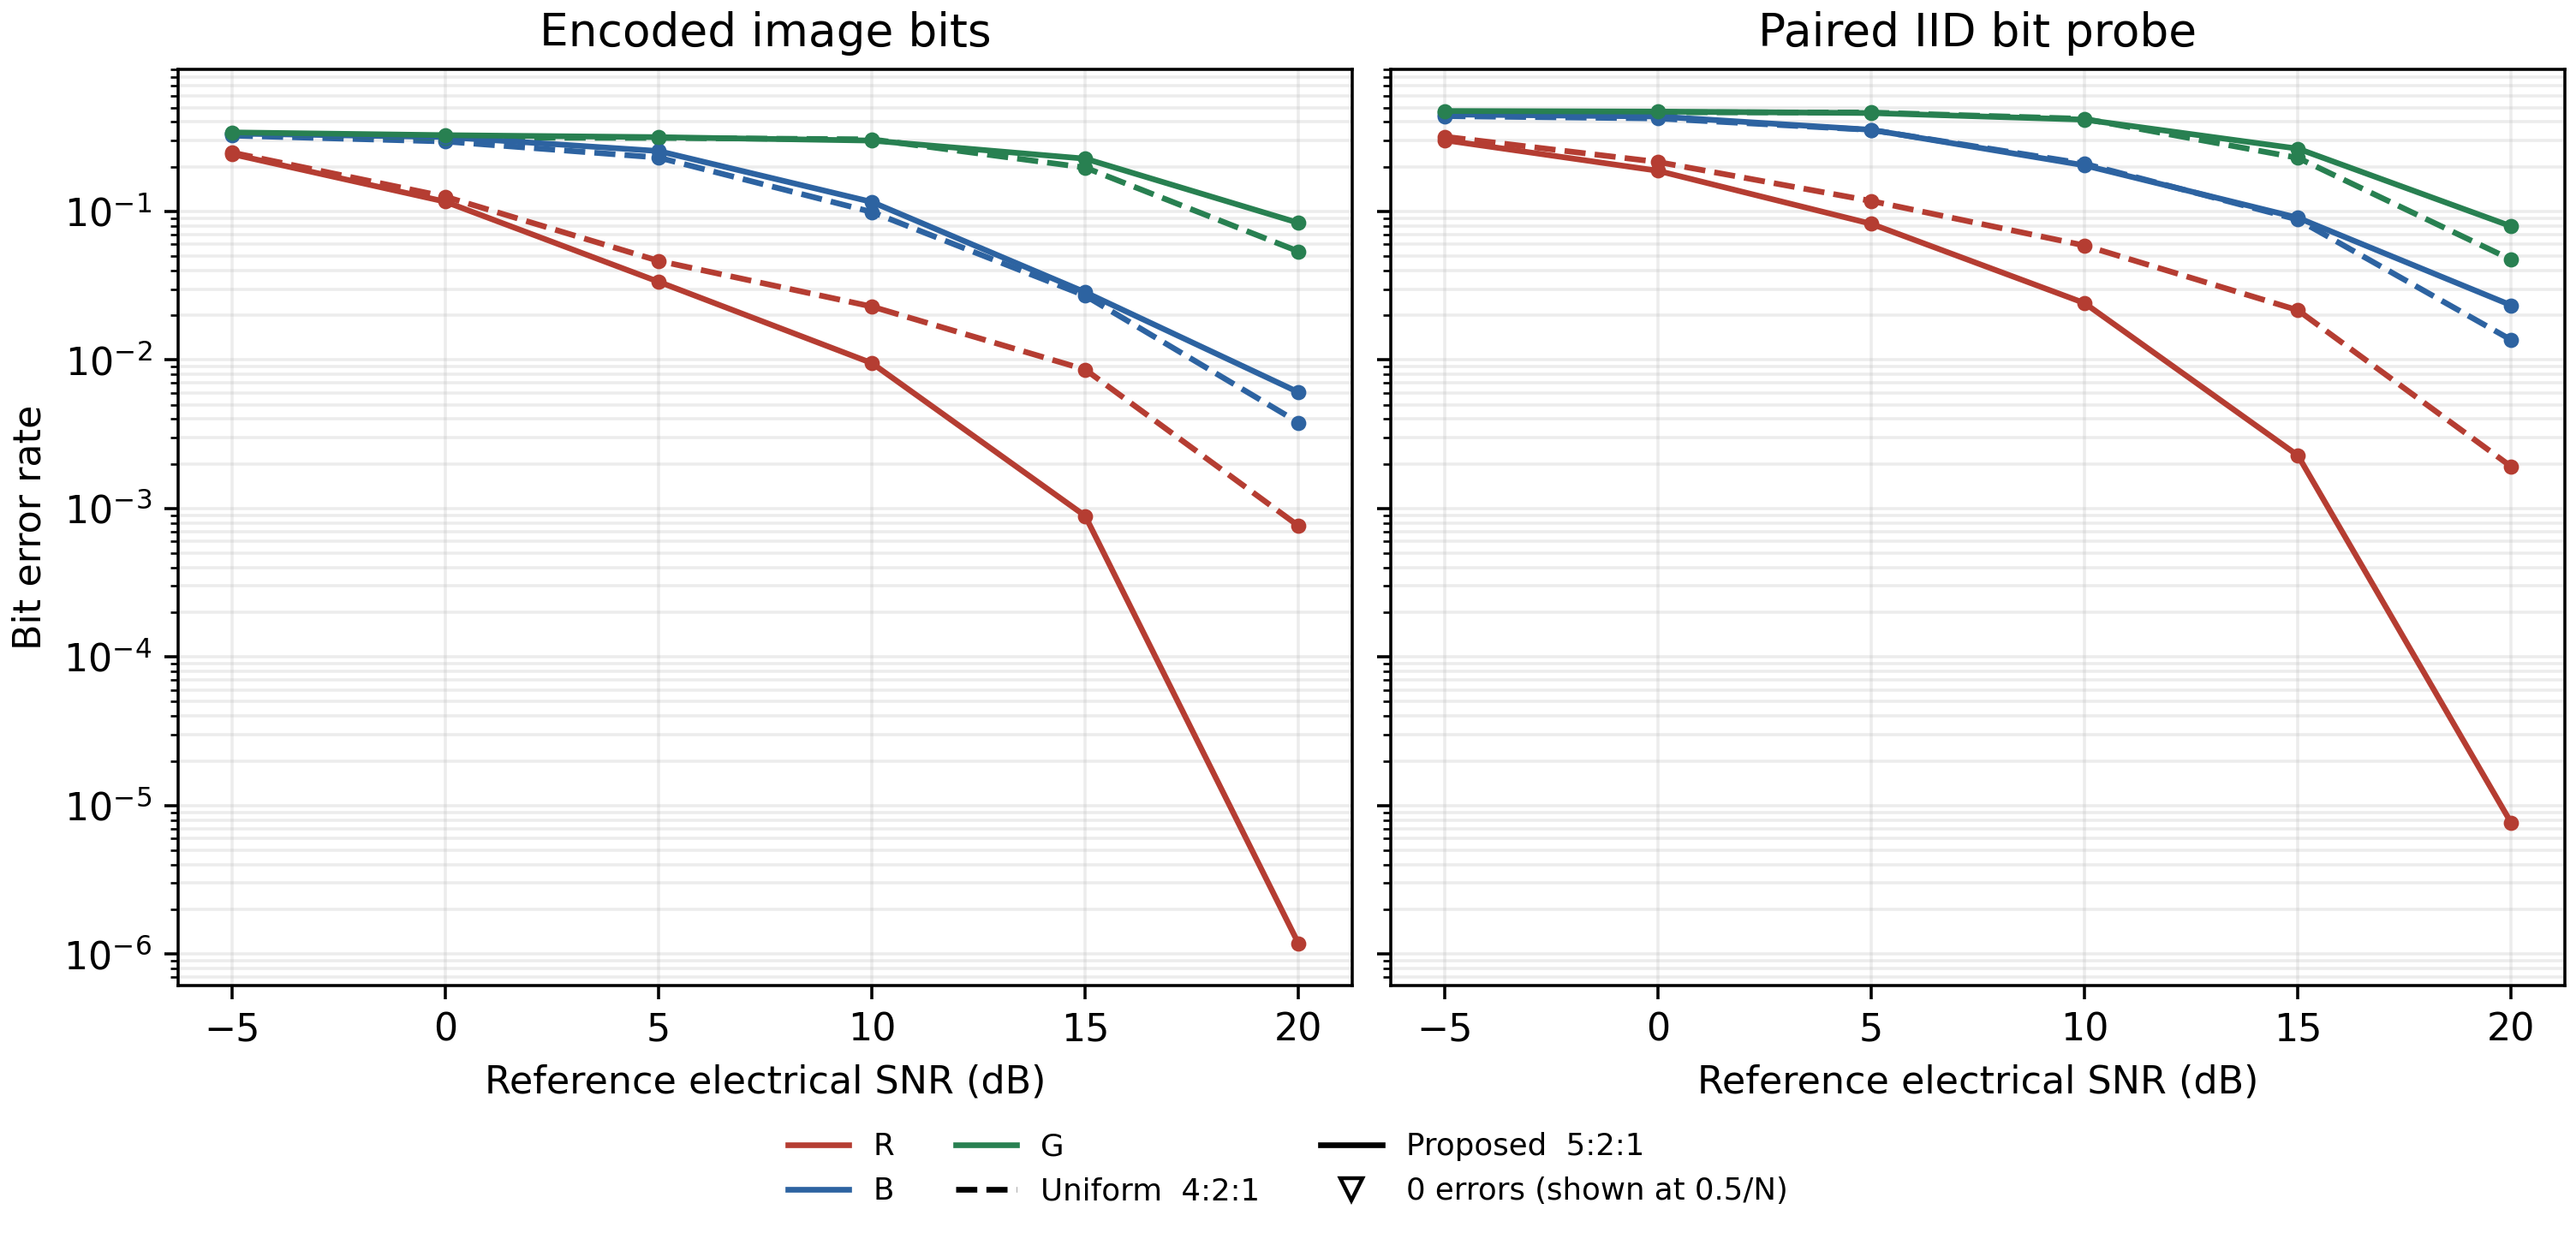 Encoded image bits
Paired IID bit probe
Bit error rate
10⁻¹
10⁻²
10⁻³
10⁻⁴
10⁻⁵
10⁻⁶
−5 0 5 10 15 20
−5 0 5 10 15 20
Reference electrical SNR (dB)
Reference electrical SNR (dB)
R G Proposed 5:2:1
B Uniform 4:2:1 0 errors (shown at 0.5/N)